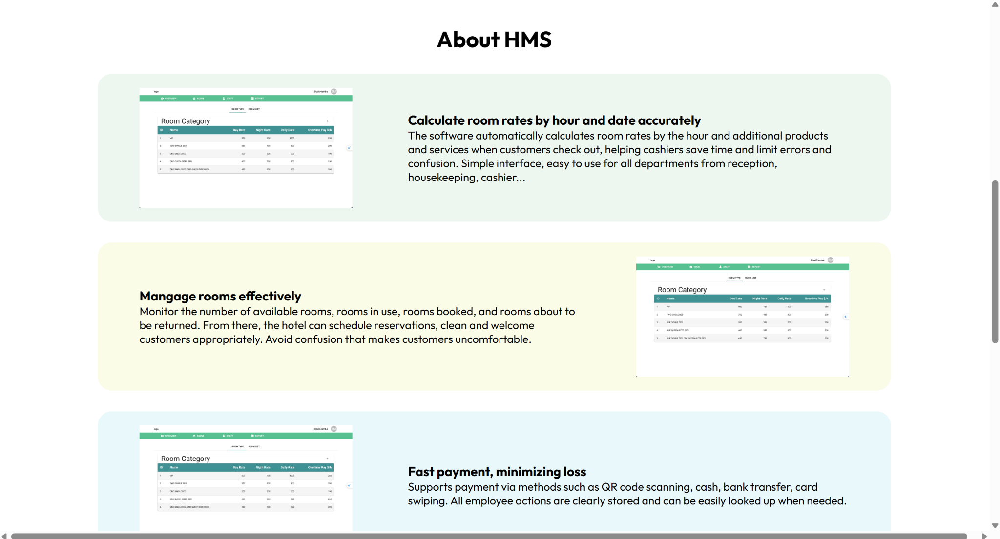 About HMS
logo
BlackMamba
OVERVIEW ROOM STAFF REPORT
ROOM TYPE ROOM LIST
Room Category +
ID Name Day Rate Night Rate Daily Rate Overtime Pay $/h
1 VIP 500 700 1000 250
2 TWO SINGLE BED 350 400 800 200
3 ONE SINGLE BED 200 700 100
4 ONE QUEEN-SIZED BED 400 800 250
5 ONE SINGLE BED, ONE QUEEN-SIZED BED 450 700 900 300
Calculate room rates by hour and date accurately
The software automatically calculates room rates by the hour and additional products
and services when customers check out, helping cashiers save time and limit errors and
confusion. Simple interface, easy to use for all departments from reception,
housekeeping, cashier...
Mangage rooms effectively
Monitor the number of available rooms, rooms in use, rooms booked, and rooms about to
be returned. From there, the hotel can schedule reservations, clean and welcome
customers appropriately. Avoid confusion that makes customers uncomfortable.
logo
BlackMamba
OVERVIEW ROOM STAFF REPORT
ROOM TYPE ROOM LIST
Room Category +
ID Name Day Rate Night Rate Daily Rate Overtime Pay $/h
1 VIP 500 700 1000 250
2 TWO SINGLE BED 350 400 800 200
3 ONE SINGLE BED 200 700 100
4 ONE QUEEN-SIZED BED 400 800 250
5 ONE SINGLE BED, ONE QUEEN-SIZED BED 450 700 900 300
logo
BlackMamba
OVERVIEW ROOM STAFF REPORT
ROOM TYPE ROOM LIST
Room Category +
ID Name Day Rate Night Rate Daily Rate Overtime Pay $/h
1 VIP 500 700 1000 250
2 TWO SINGLE BED 350 400 800 200
3 ONE SINGLE BED 200 700 100
4 ONE QUEEN-SIZED BED 400 800 250
5 ONE SINGLE BED, ONE QUEEN-SIZED BED 450 700 900 300
Fast payment, minimizing loss
Supports payment via methods such as QR code scanning, cash, bank transfer, card
swiping. All employee actions are clearly stored and can be easily looked up when needed.